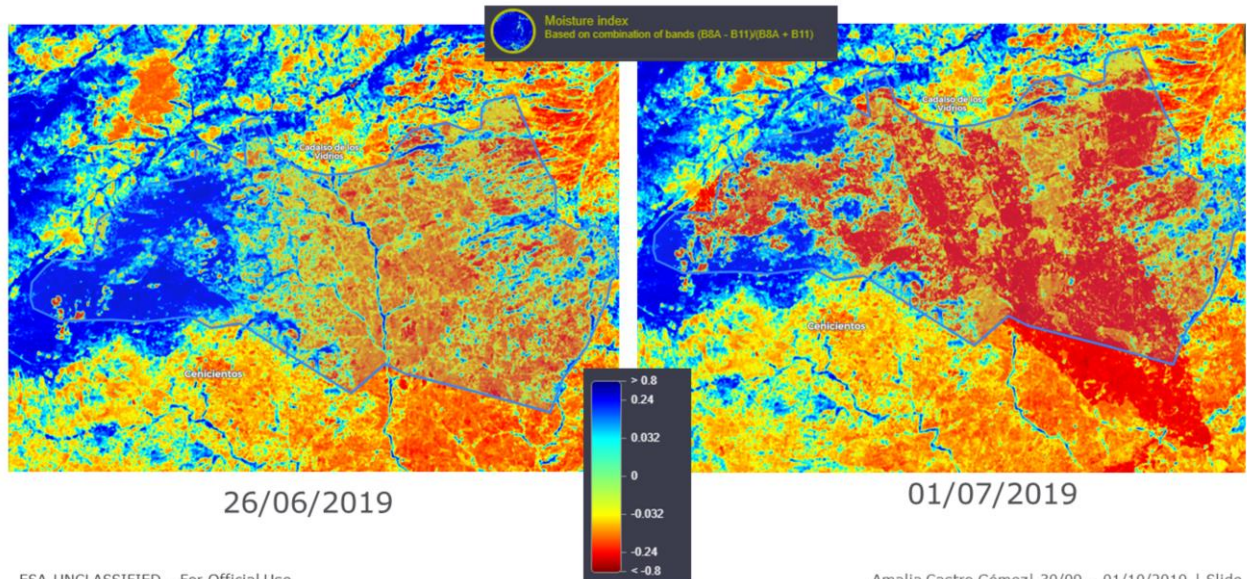 Moisture index
Based on combination of bands (B8A - B11)/(B8A + B11)
Cadalso de los
Vidrios
Cadalso de los
Vidrios
Cenicientos
Cenicientos
> 0.8
0.24
0.032
0
-0.032
-0.24
< -0.8
26/06/2019
01/07/2019
ESA UNCLASSIFIED – For Official Use
Amalia Castro Gómez| 30/09 – 01/10/2019 | Slide